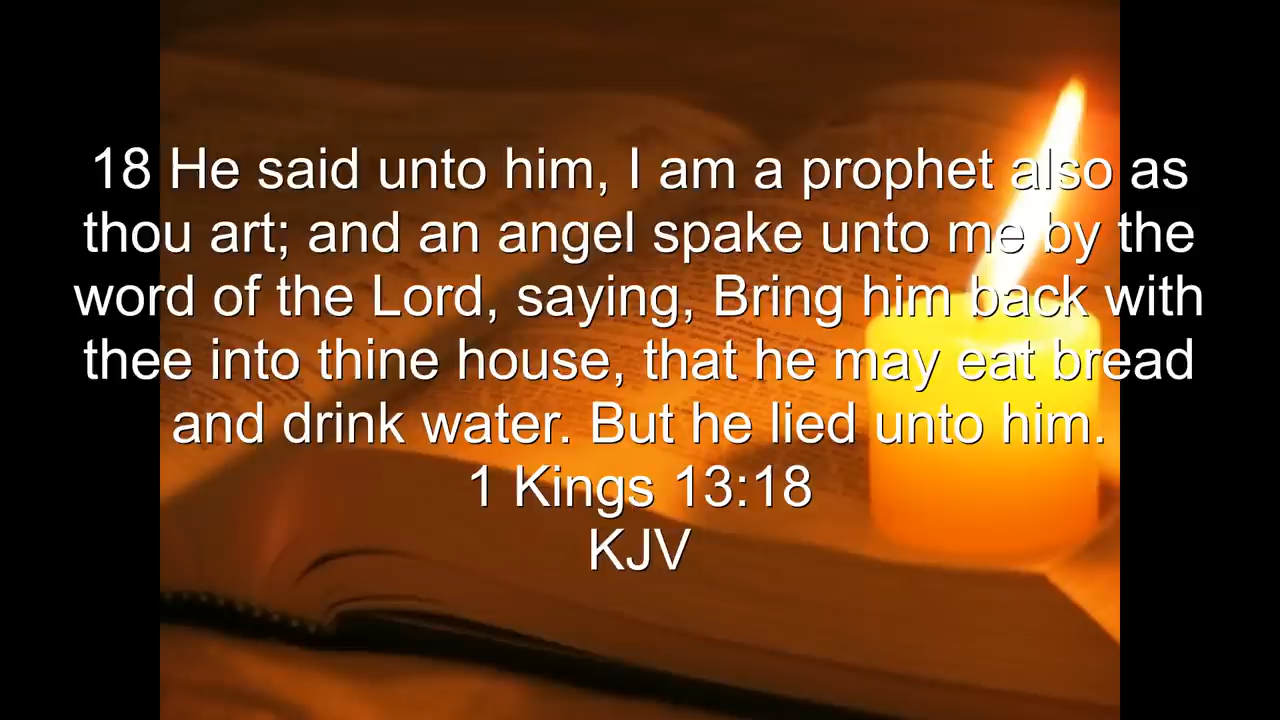 18 He said unto him, I am a prophet also as
thou art; and an angel spake unto me by the
word of the Lord, saying, Bring him back with
thee into thine house, that he may eat bread
and drink water. But he lied unto him.
1 Kings 13:18
KJV